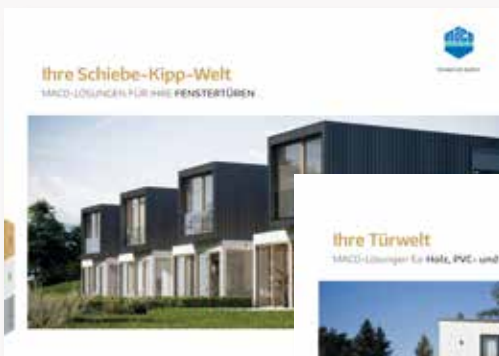 Ihre Schiebe-Kipp-Welt
MACO-LÖSUNGEN FÜR IHRE FENSTERTÜREN
Ihre Türwelt
MACO-Lösungen für Holz, PVC- und